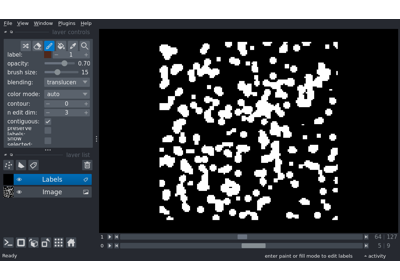 File View Window Plugins Help
layer controls
label: 1
opacity: 0.70
brush size: 15
blending: translucen
color mode: auto
contour: 0
n edit dim: 3
contiguous:
preserve labels:
show selected:
layer list
Labels
Image
1 64 127
0 5 9
Ready enter paint or fill mode to edit labels activity